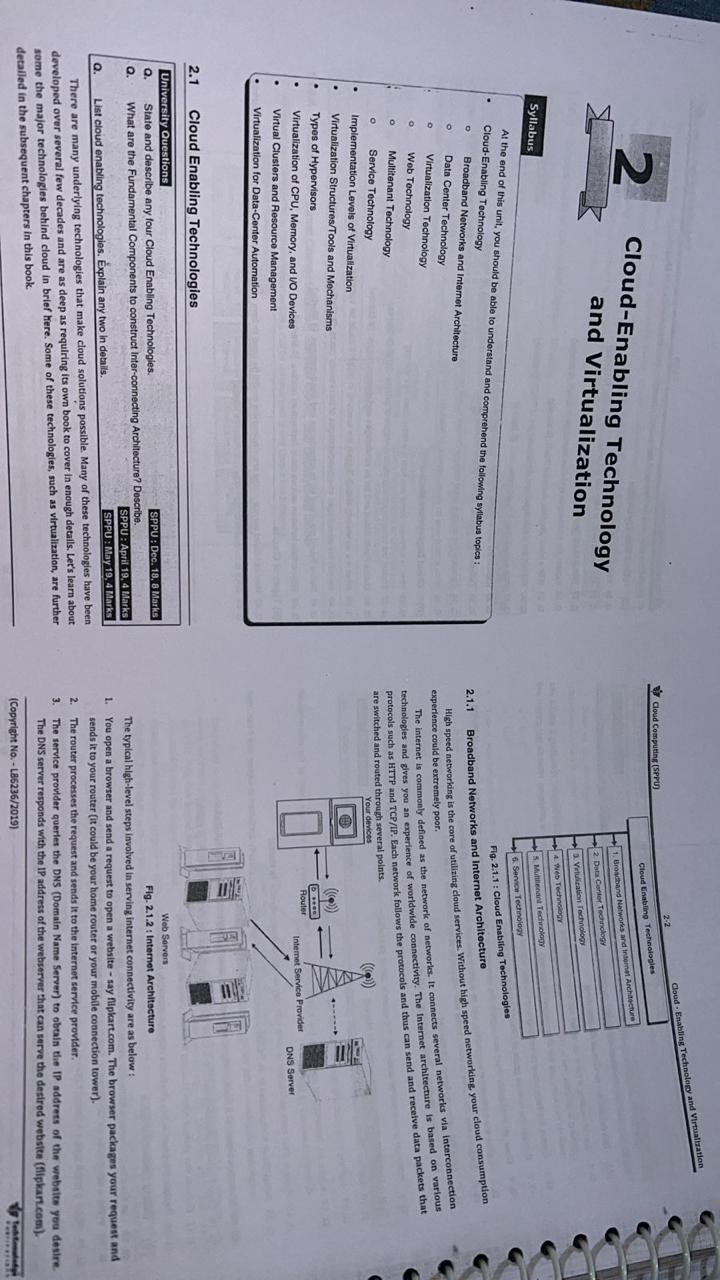 2
Cloud-Enabling Technology
and Virtualization
Syllabus
At the end of this unit, you should be able to understand and comprehend the following syllabus topics :
• Cloud-Enabling Technology
o Broadband Networks and Internet Architecture
o Data Center Technology
o Virtualization Technology
o Web Technology
o Multitenant Technology
o Service Technology
• Implementation Levels of Virtualization
• Virtualization Structures/Tools and Mechanisms
• Types of Hypervisors
• Virtualization of CPU, Memory, and I/O Devices
• Virtual Clusters and Resource Management
• Virtualization for Data-Center Automation
2.1 Cloud Enabling Technologies
University Questions
Q. State and describe any four Cloud Enabling Technologies. SPPU : Dec. 18, 8 Marks
Q. What are the Fundamental Components to construct Inter-connecting Architecture? Describe.
SPPU : April 19, 4 Marks
Q. List cloud enabling technologies. Explain any two in details. SPPU : May 19, 4 Marks
There are many underlying technologies that make cloud solutions possible. Many of these technologies have been
developed over several few decades and are as deep as requiring its own book to cover in enough details. Let's learn about
some the major technologies behind cloud in brief here. Some of these technologies, such as virtualization, are further
detailed in the subsequent chapters in this book.
Cloud Computing (SPPU) 2-2 Cloud - Enabling Technology and Virtualization
Cloud Enabling Technologies
1. Broadband Networks and Internet Architecture
2. Data Center Technology
3. Virtulization Technology
4. Web Technology
5. Multitenant Technology
6. Service Technology
Fig. 2.1.1 : Cloud Enabling Technologies
2.1.1 Broadband Networks and Internet Architecture
High speed networking is the core of utilizing cloud services. Without high speed networking, your cloud consumption
experience could be extremely poor.
The internet is commonly defined as the network of networks. It connects several networks via interconnection
technologies and gives you an experience of worldwide connectivity. The Internet architecture is based on various
protocols such as HTTP and TCP/IP. Each network follows the protocols and thus can send and receive data packets that
are switched and routed through several points.
Your devices
Router
Internet Service Provider
DNS Server
Web Servers
Fig. 2.1.2 : Internet Architecture
The typical high-level steps involved in serving internet connectivity are as below :
1. You open a browser and send a request to open a website – say flipkart.com. The browser packages your request and
sends it to your router (it could be your home router or your mobile connection tower).
2. The router processes the request and sends it to the internet service provider.
3. The service provider queries the DNS (Domain Name Server) to obtain the IP address of the website you desire.
The DNS server responds with the IP address of the webserver that can serve the desired website (flipkart.com).
(Copyright No. - L86236/2019)
TechKnowledge
Publications